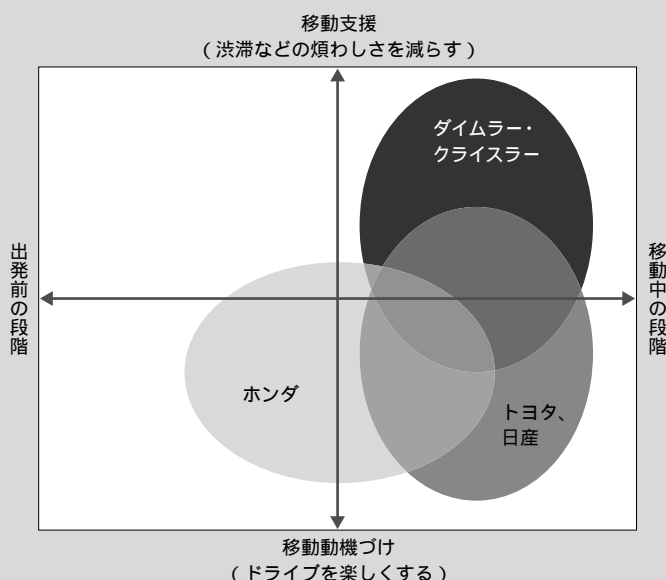 移動支援
（渋滞などの煩わしさを減らす）
ダイムラー・
クライスラー
出発前の段階
移動中の段階
ホンダ
トヨタ、
日産
移動動機づけ
（ドライブを楽しくする）